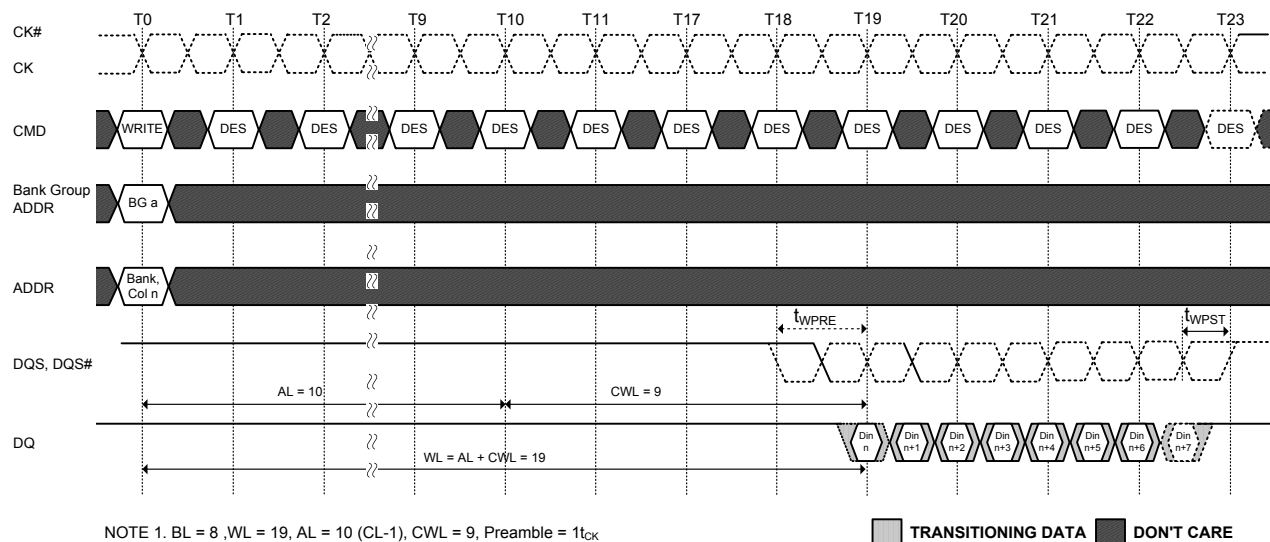 T0 T1 T2 T9 T10 T11 T17 T18 T19 T20 T21 T22 T23
CK#
CK
CMD
WRITE DES DES DES DES DES DES DES DES DES DES DES DES
Bank Group
ADDR
BG a
ADDR
Bank,
Col n
tWPRE
tWPST
DQS, DQS#
AL = 10
CWL = 9
DQ
Din
n
Din
n+1
Din
n+2
Din
n+3
Din
n+4
Din
n+5
Din
n+6
Din
n+7
WL = AL + CWL = 19
NOTE 1. BL = 8 ,WL = 19, AL = 10 (CL-1), CWL = 9, Preamble = 1tCK
TRANSITIONING DATA
DON'T CARE